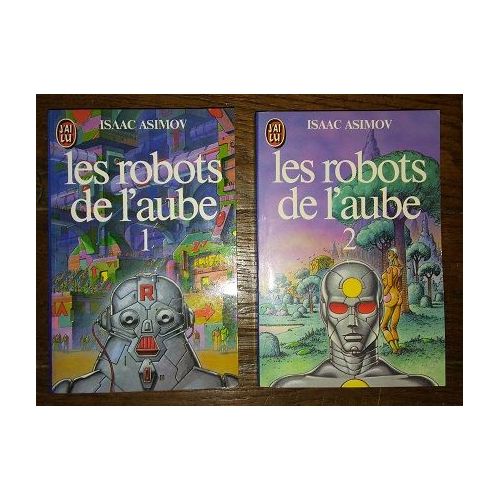 J'AI
LU
ISAAC ASIMOV
les robots
de l'aube
1
R
J'AI
LU
ISAAC ASIMOV
les robots
de l'aube
2